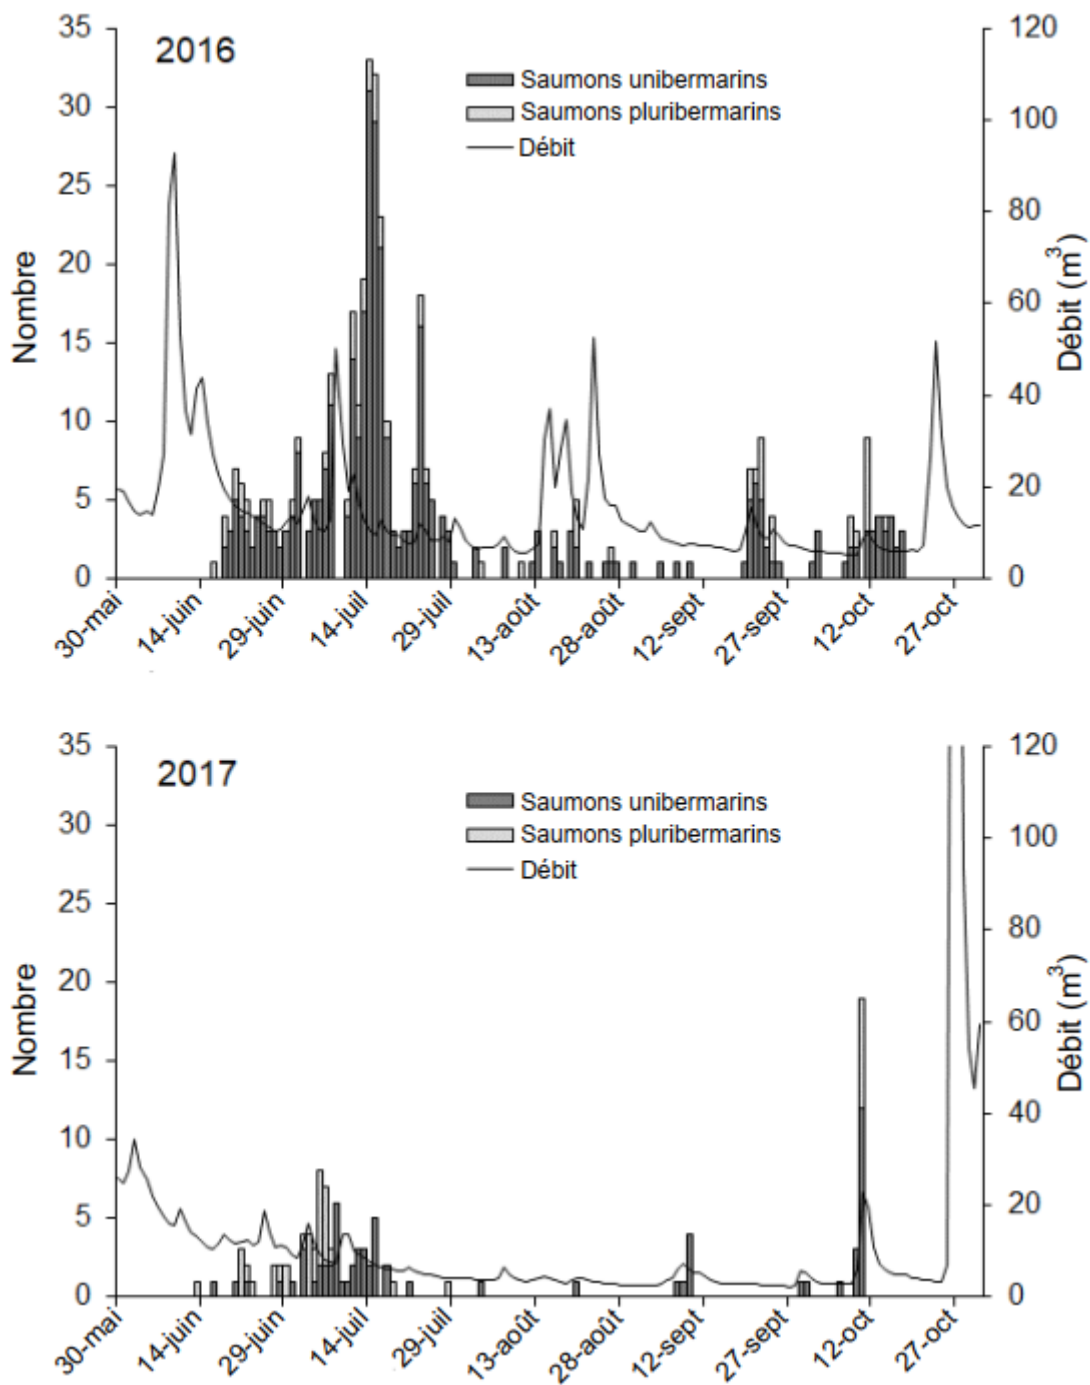 2016
Saumons unibermarins
Saumons pluribermarins
Débit
Nombre
35
30
25
20
15
10
5
0
120
100
80
60
40
20
0
Débit (m³)
30-mai
14-juin
29-juin
14-juil
29-juil
13-août
28-août
12-sept
27-sept
12-oct
27-oct
2017
Saumons unibermarins
Saumons pluribermarins
Débit
Nombre
35
30
25
20
15
10
5
0
120
100
80
60
40
20
0
Débit (m³)
30-mai
14-juin
29-juin
14-juil
29-juil
13-août
28-août
12-sept
27-sept
12-oct
27-oct